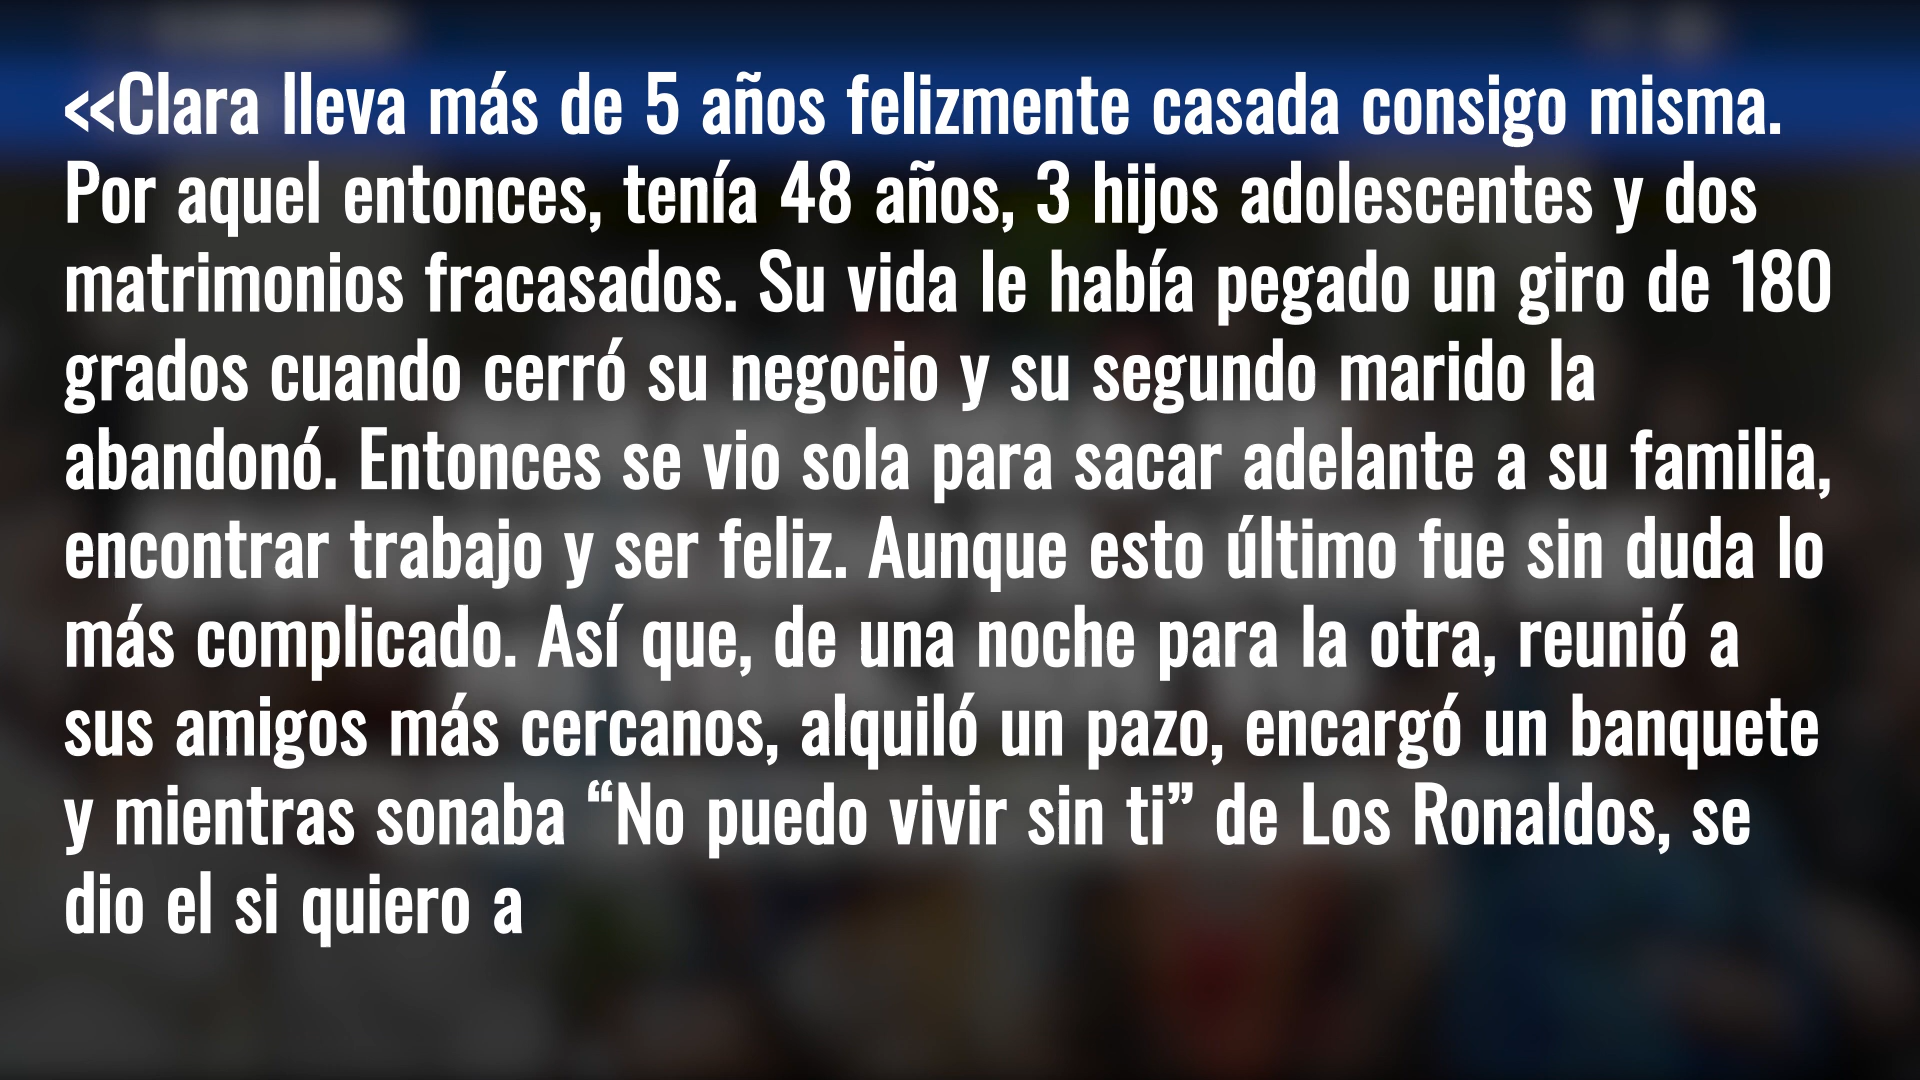 «Clara lleva más de 5 años felizmente casada consigo misma.
Por aquel entonces, tenía 48 años, 3 hijos adolescentes y dos
matrimonios fracasados. Su vida le había pegado un giro de 180
grados cuando cerró su negocio y su segundo marido la
abandonó. Entonces se vio sola para sacar adelante a su familia,
encontrar trabajo y ser feliz. Aunque esto último fue sin duda lo
más complicado. Así que, de una noche para la otra, reunió a
sus amigos más cercanos, alquiló un pazo, encargó un banquete
y mientras sonaba “No puedo vivir sin ti” de Los Ronaldos, se
dio el si quiero a